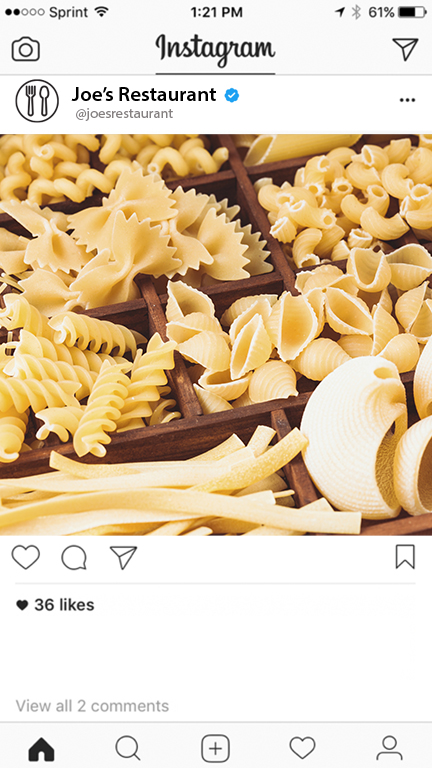 Sprint 1:21 PM 61%
Instagram
Joe's Restaurant
@joesrestaurant
36 likes
View all 2 comments